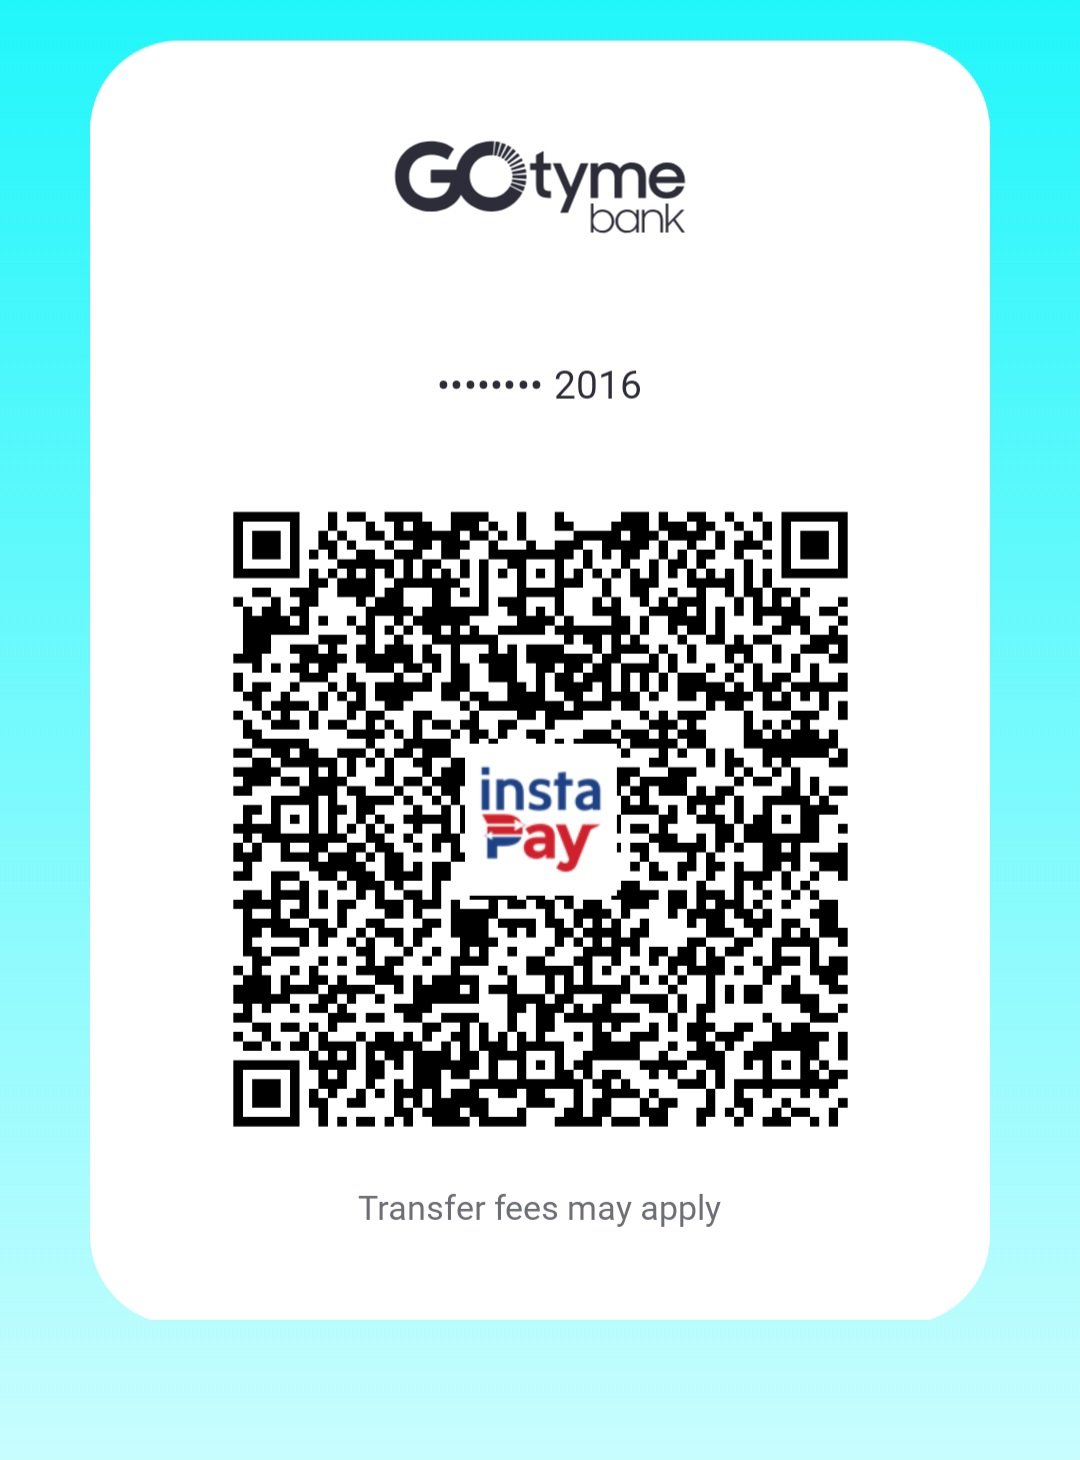 GOtyme
bank
•••••••• 2016
insta
Pay
Transfer fees may apply